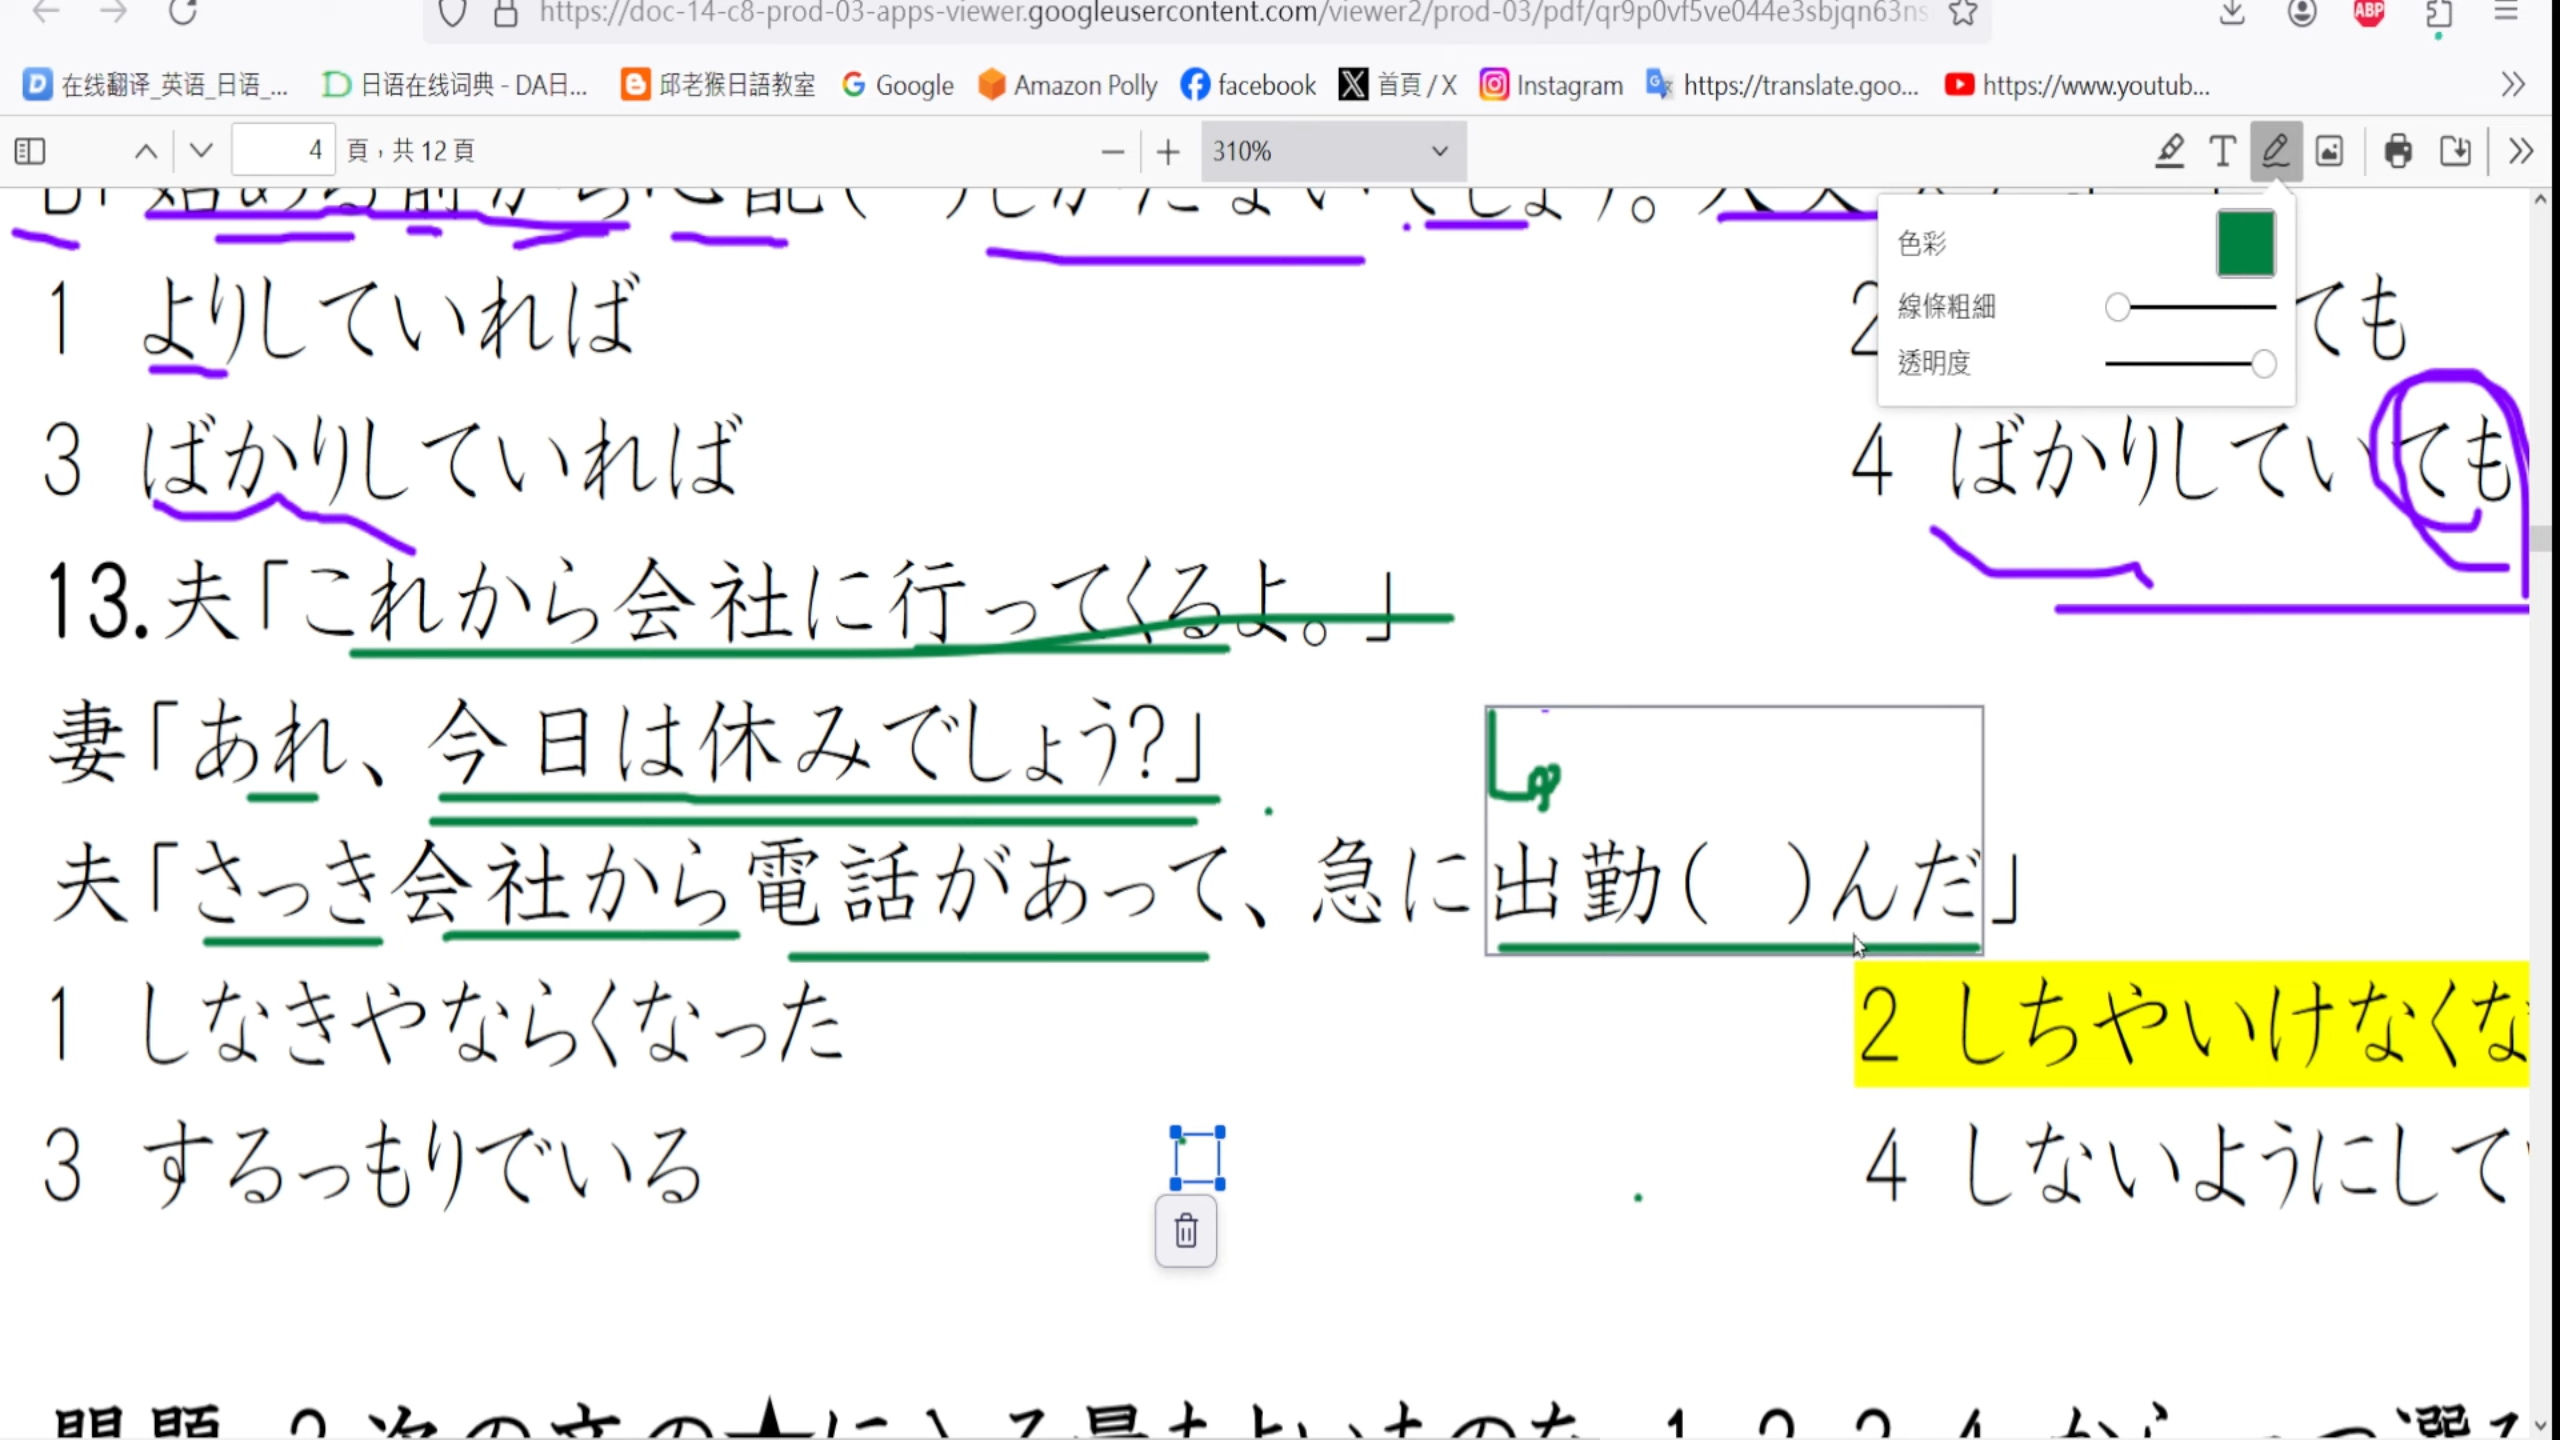 https://doc-14-c8-prod-03-apps-viewer.googleusercontent.com/viewer2/prod-03/pdf/qr9p0vf5ve044e3sbjqn63ns
ABP
在线翻译_英语_日语_... 日语在线词典 - DA日... 邱老猴日語教室 Google Amazon Polly facebook 首頁 / X Instagram https://translate.goo... https://www.youtub...
4 頁，共 12 頁 310%
色彩
線條粗細
透明度
1 よりしていれば 2 ても
3 ばかりしていれば 4 ばかりしていても
13.夫「これから会社に行ってくるよ。」
妻「あれ、今日は休みでしょう?」
夫「さっき会社から電話があって、急に出勤( )んだ」
1 しなきやならくなった 2 しちやいけなくな
3 するっもりでいる 4 しないようにして